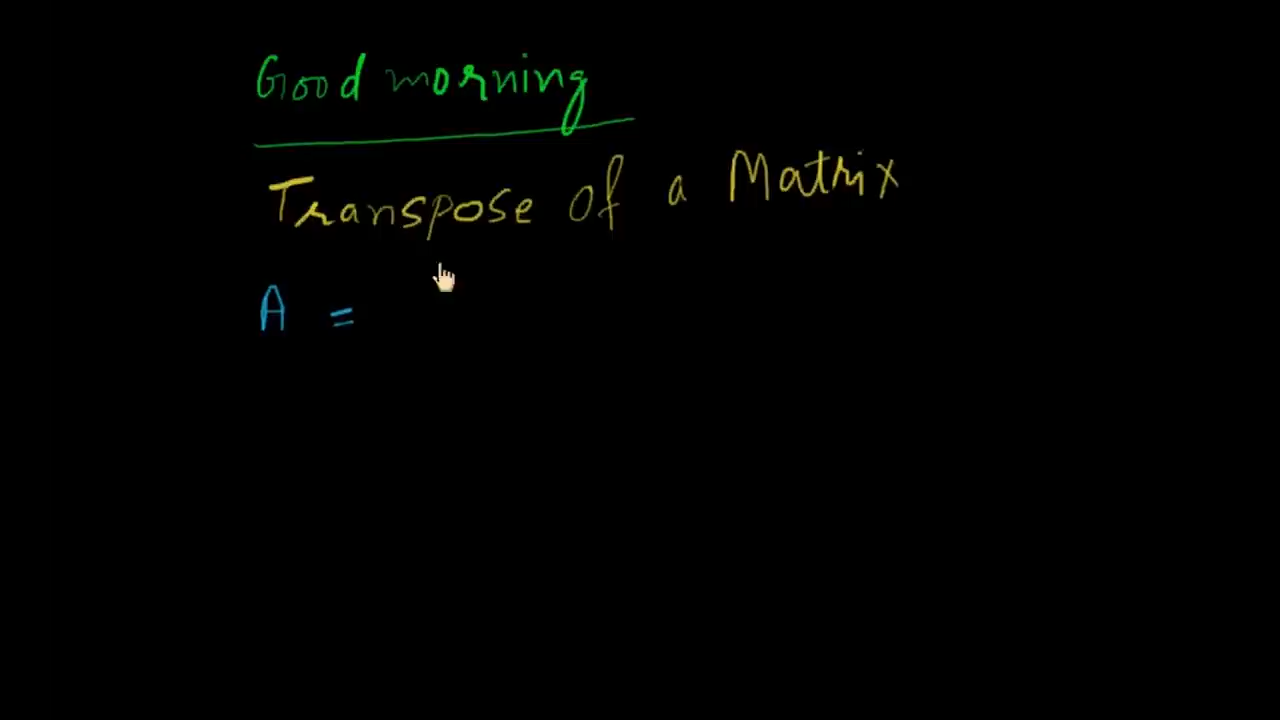 Good morning
Transpose of a Matrix
A =